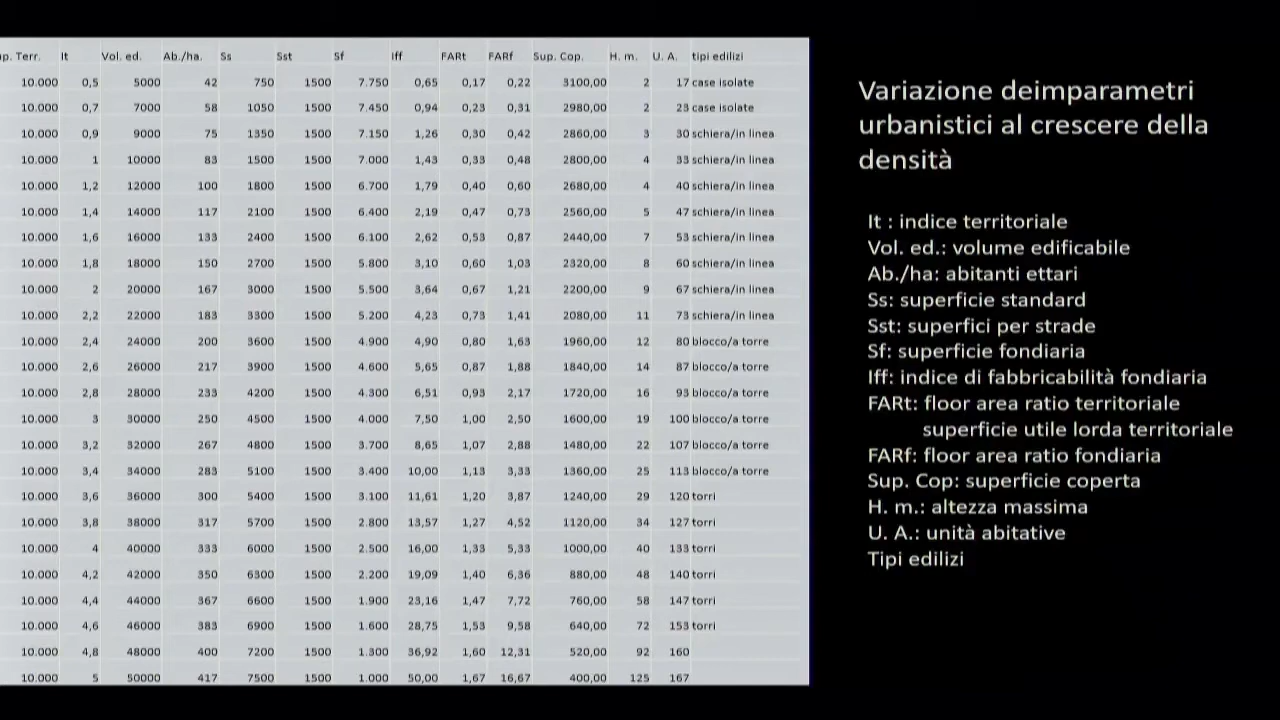 up. Terr. It Vol. ed. Ab./ha. Ss Sst Sf Iff FARt FARf Sup. Cop. H. m. U. A. tipi edilizi
10.000 0,5 5000 42 750 1500 7.750 0,65 0,17 0,22 3100,00 2 17 case isolate
10.000 0,7 7000 58 1050 1500 7.450 0,94 0,23 0,31 2980,00 2 23 case isolate
10.000 0,9 9000 75 1350 1500 7.150 1,26 0,30 0,42 2860,00 3 30 schiera/in linea
10.000 1 10000 83 1500 1500 7.000 1,43 0,33 0,48 2800,00 4 33 schiera/in linea
10.000 1,2 12000 100 1800 1500 6.700 1,79 0,40 0,60 2680,00 4 40 schiera/in linea
10.000 1,4 14000 117 2100 1500 6.400 2,19 0,47 0,73 2560,00 5 47 schiera/in linea
10.000 1,6 16000 133 2400 1500 6.100 2,62 0,53 0,87 2440,00 7 53 schiera/in linea
10.000 1,8 18000 150 2700 1500 5.800 3,10 0,60 1,03 2320,00 8 60 schiera/in linea
10.000 2 20000 167 3000 1500 5.500 3,64 0,67 1,21 2200,00 9 67 schiera/in linea
10.000 2,2 22000 183 3300 1500 5.200 4,23 0,73 1,41 2080,00 11 73 schiera/in linea
10.000 2,4 24000 200 3600 1500 4.900 4,90 0,80 1,63 1960,00 12 80 blocco/a torre
10.000 2,6 26000 217 3900 1500 4.600 5,65 0,87 1,88 1840,00 14 87 blocco/a torre
10.000 2,8 28000 233 4200 1500 4.300 6,51 0,93 2,17 1720,00 16 93 blocco/a torre
10.000 3 30000 250 4500 1500 4.000 7,50 1,00 2,50 1600,00 19 100 blocco/a torre
10.000 3,2 32000 267 4800 1500 3.700 8,65 1,07 2,88 1480,00 22 107 blocco/a torre
10.000 3,4 34000 283 5100 1500 3.400 10,00 1,13 3,33 1360,00 25 113 blocco/a torre
10.000 3,6 36000 300 5400 1500 3.100 11,61 1,20 3,87 1240,00 29 120 torri
10.000 3,8 38000 317 5700 1500 2.800 13,57 1,27 4,52 1120,00 34 127 torri
10.000 4 40000 333 6000 1500 2.500 16,00 1,33 5,33 1000,00 40 133 torri
10.000 4,2 42000 350 6300 1500 2.200 19,09 1,40 6,36 880,00 48 140 torri
10.000 4,4 44000 367 6600 1500 1.900 23,16 1,47 7,72 760,00 58 147 torri
10.000 4,6 46000 383 6900 1500 1.600 28,75 1,53 9,58 640,00 72 153 torri
10.000 4,8 48000 400 7200 1500 1.300 36,92 1,60 12,31 520,00 92 160
10.000 5 50000 417 7500 1500 1.000 50,00 1,67 16,67 400,00 125 167
Variazione deimparametri
urbanistici al crescere della
densità
It : indice territoriale
Vol. ed.: volume edificabile
Ab./ha: abitanti ettari
Ss: superficie standard
Sst: superfici per strade
Sf: superficie fondiaria
Iff: indice di fabbricabilità fondiaria
FARt: floor area ratio territoriale
superficie utile lorda territoriale
FARf: floor area ratio fondiaria
Sup. Cop: superficie coperta
H. m.: altezza massima
U. A.: unità abitative
Tipi edilizi